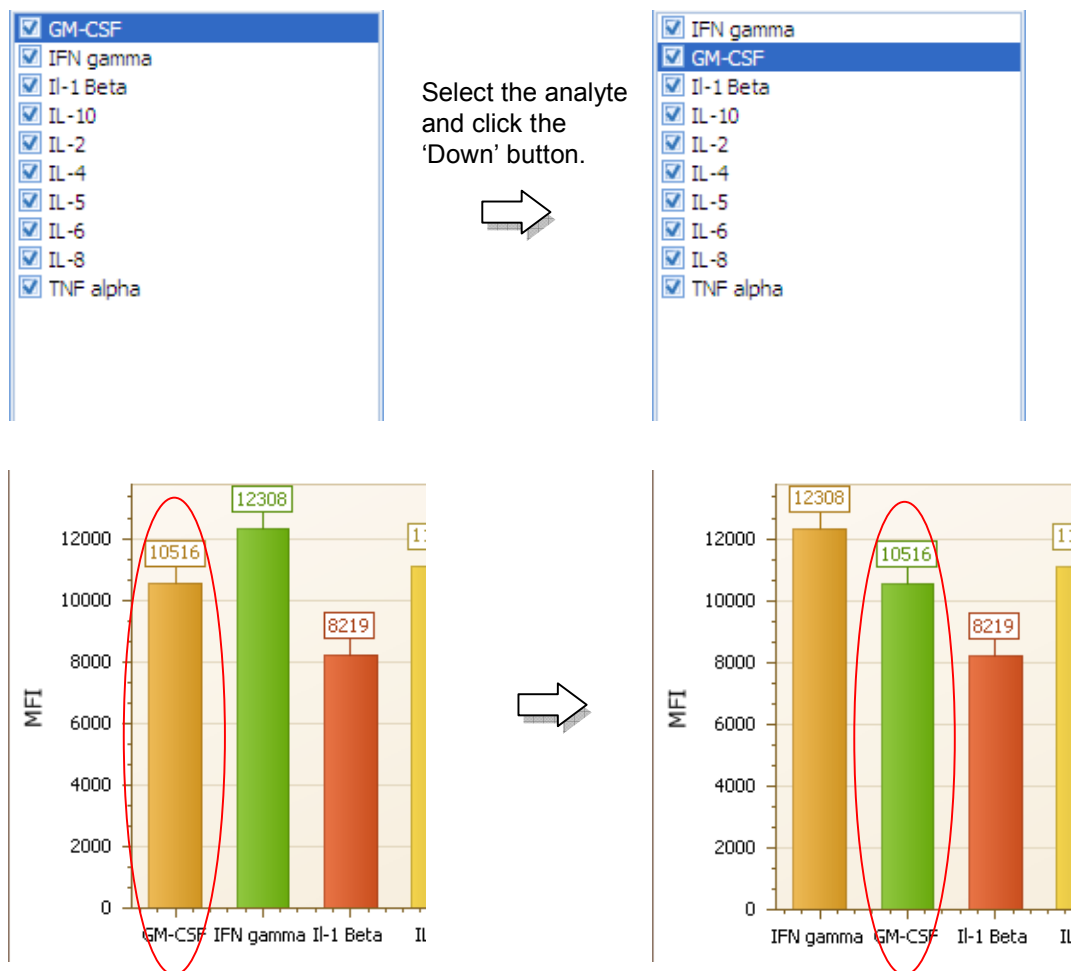 GM-CSF
IFN gamma
Il-1 Beta
IL-10
IL-2
IL-4
IL-5
IL-6
IL-8
TNF alpha
Select the analyte
and click the
‘Down’ button.
IFN gamma
GM-CSF
Il-1 Beta
IL-10
IL-2
IL-4
IL-5
IL-6
IL-8
TNF alpha
MFI
12000
10000
8000
6000
4000
2000
0
10516
12308
8219
11
GM-CSF IFN gamma Il-1 Beta IL
MFI
12000
10000
8000
6000
4000
2000
0
12308
10516
8219
11
IFN gamma GM-CSF Il-1 Beta IL